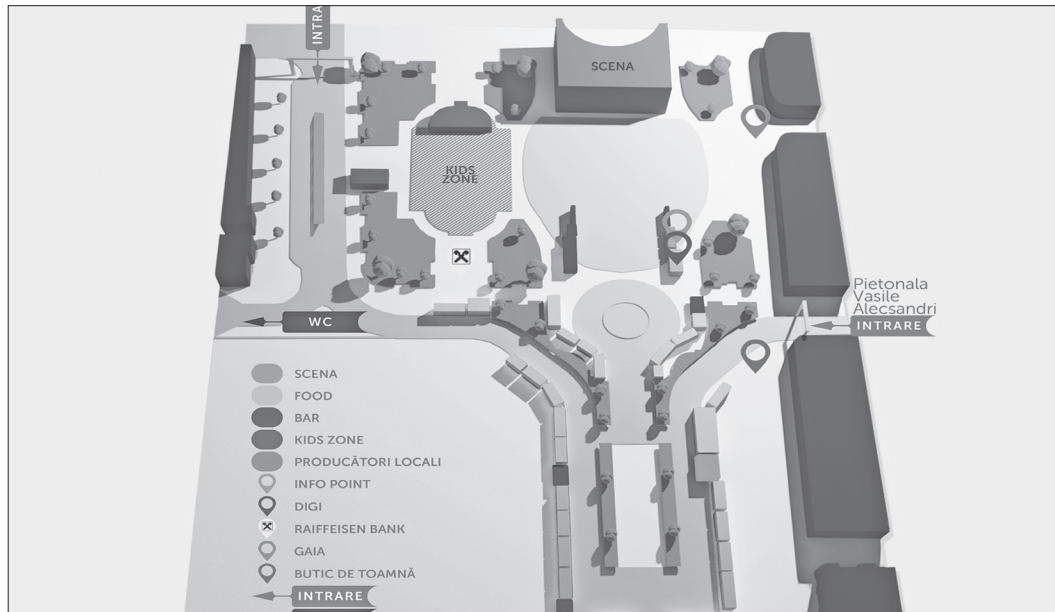 INTRA
SCENA
KIDS
ZONE
Pietonala
Vasile
Alecsandri
INTRARE
WC
SCENA
FOOD
BAR
KIDS ZONE
PRODUCĂTORI LOCALI
INFO POINT
DIGI
RAIFFEISEN BANK
GAIA
BUTIC DE TOAMNĂ
INTRARE